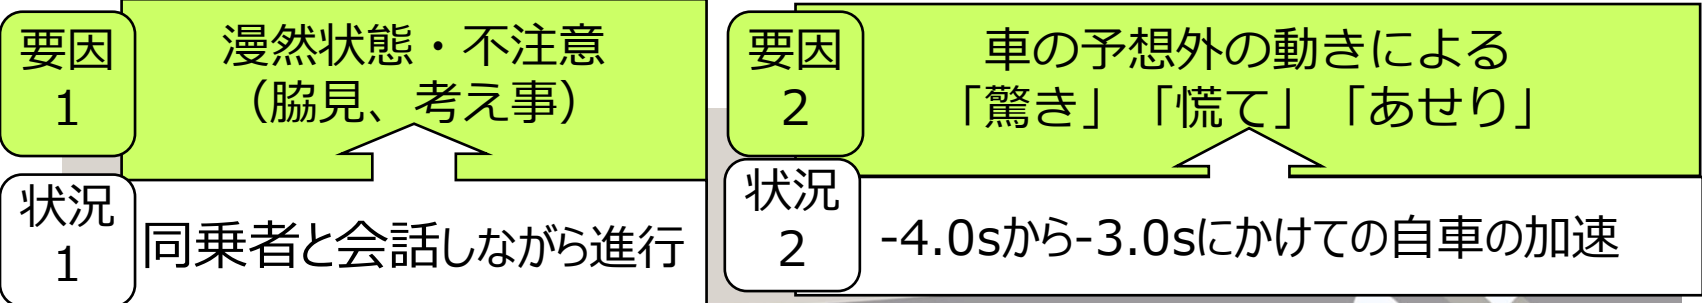 要因
1
漫然状態・不注意
（脇見、考え事）
状況
1
同乗者と会話しながら進行
要因
2
車の予想外の動きによる
「驚き」「慌て」「あせり」
状況
2
-4.0sから-3.0sにかけての自車の加速